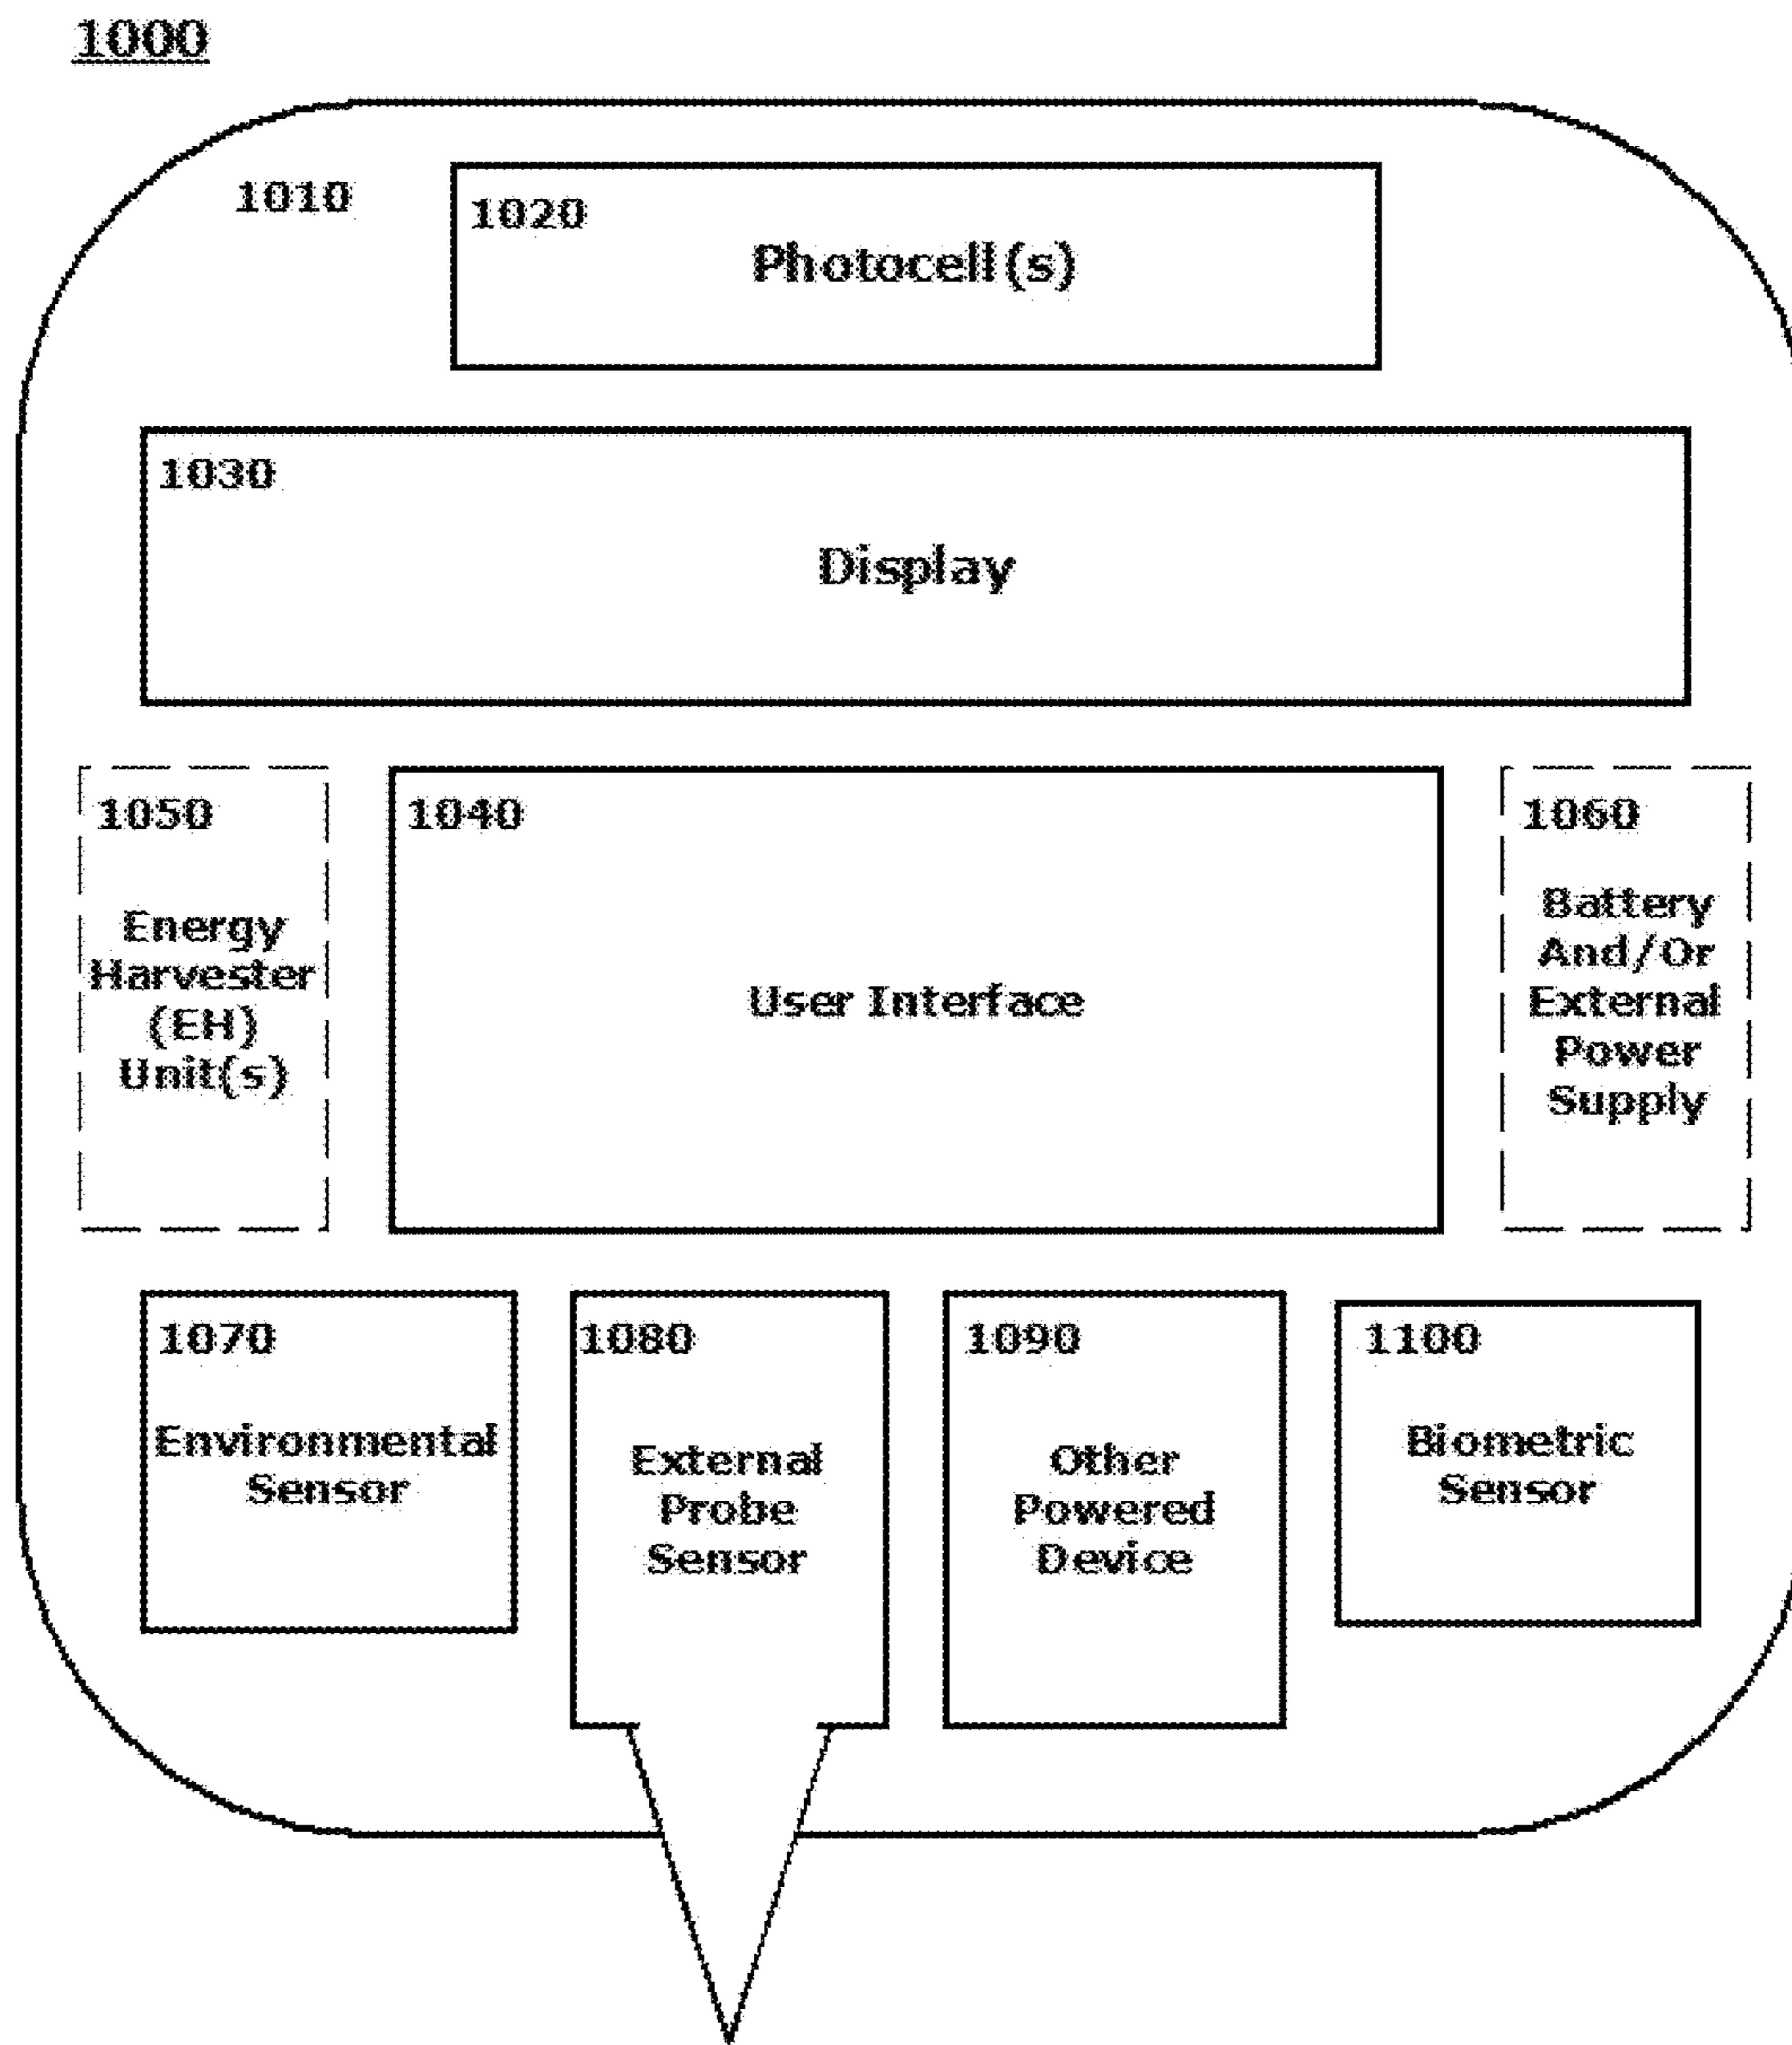 1000
1010
1020
Photocell(s)
1030
Display
1050
Energy
Harvester
(EH)
Unit(s)
1040
User Interface
1060
Battery
And/Or
External
Power
Supply
1070
Environmental
Sensor
1080
External
Probe
Sensor
1090
Other
Powered
Device
1100
Biometric
Sensor